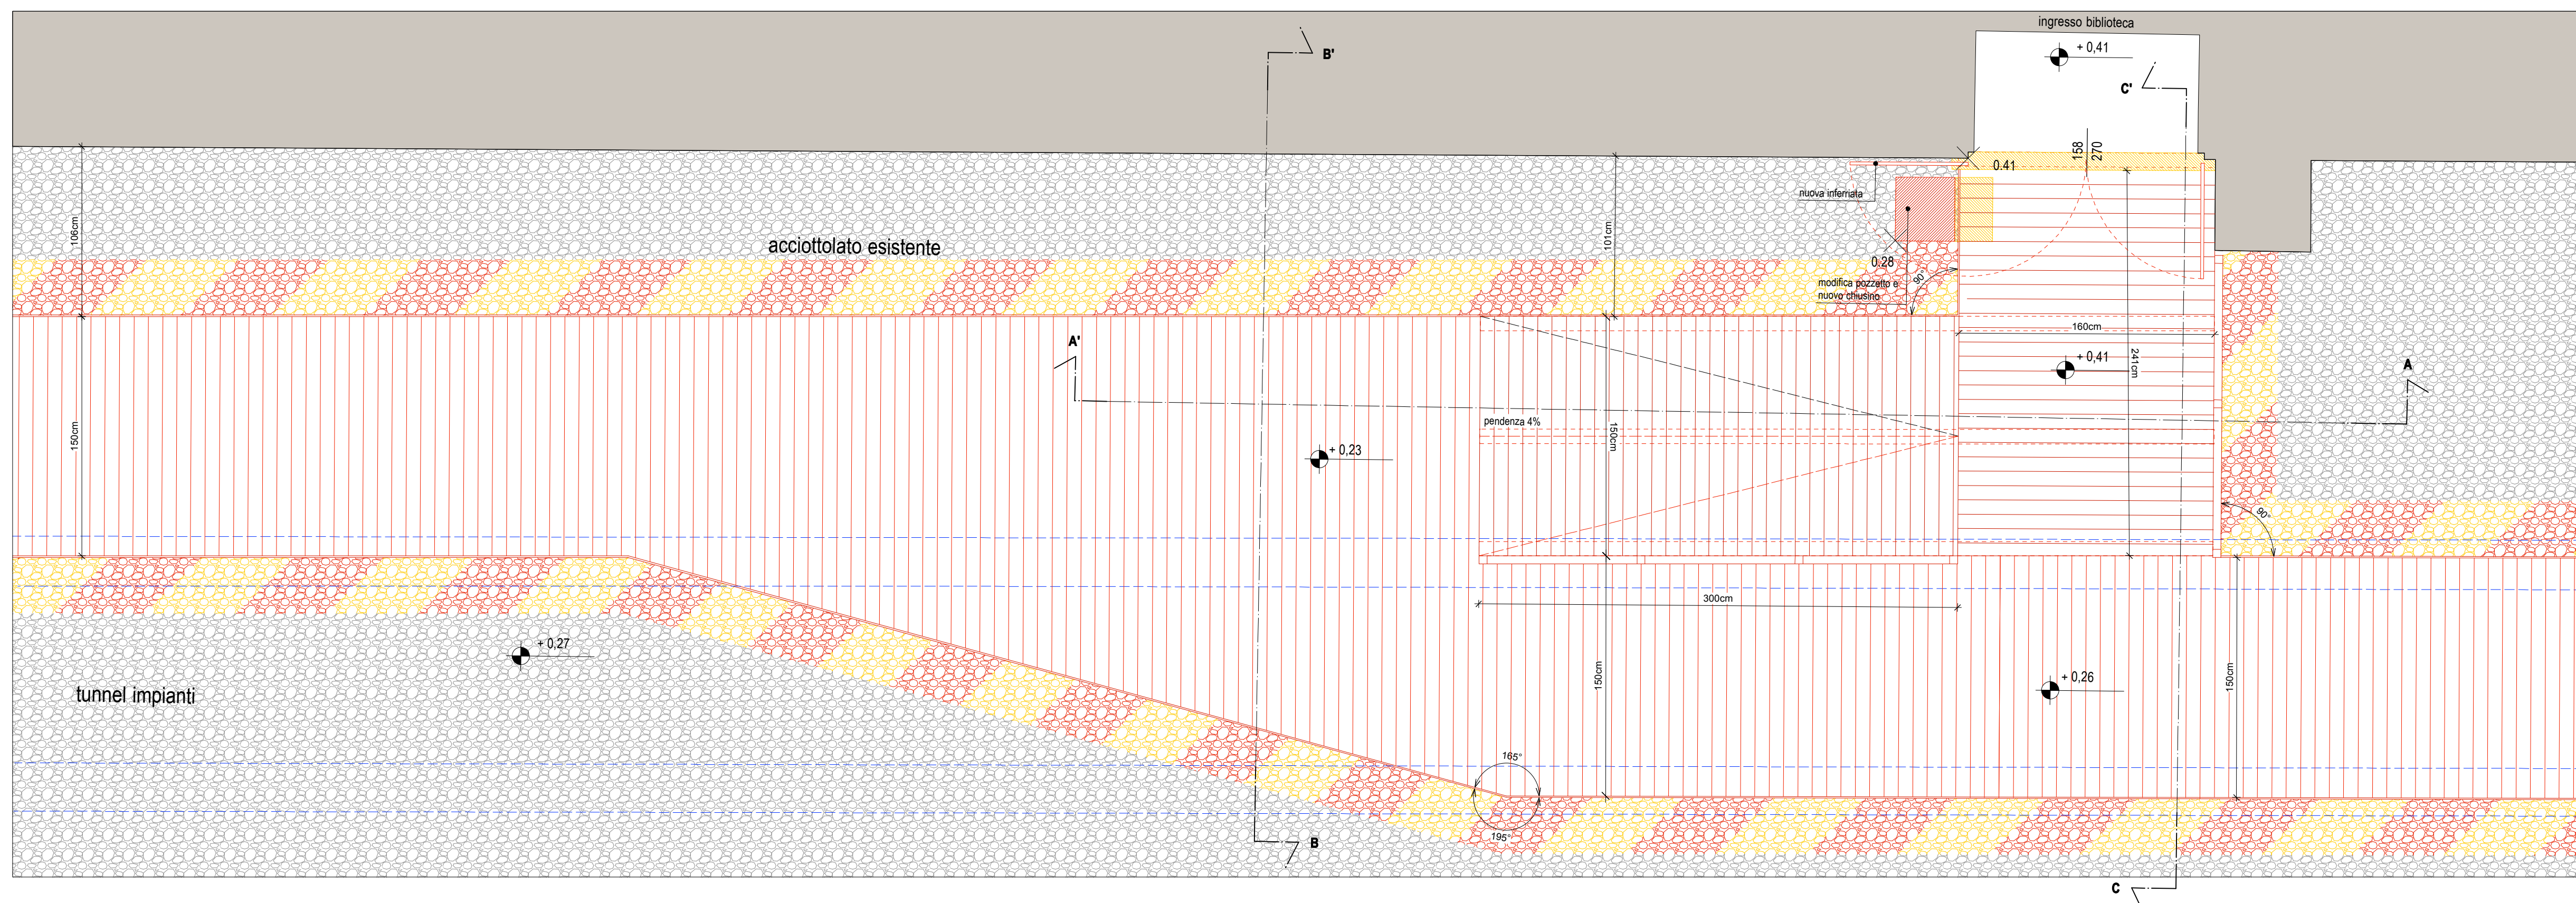 ingresso biblioteca
+ 0,41
B'
C'
158
270
0.41
nuova inferriata
106cm
acciottolato esistente
101cm
0.28
90°
modifica pozzetto e
nuovo chiusino
160cm
A'
+ 0,41
241cm
A
pendenza 4%
150cm
150cm
+ 0,23
90°
300cm
+ 0,27
tunnel impianti
150cm
+ 0,26
150cm
165°
195°
B
C